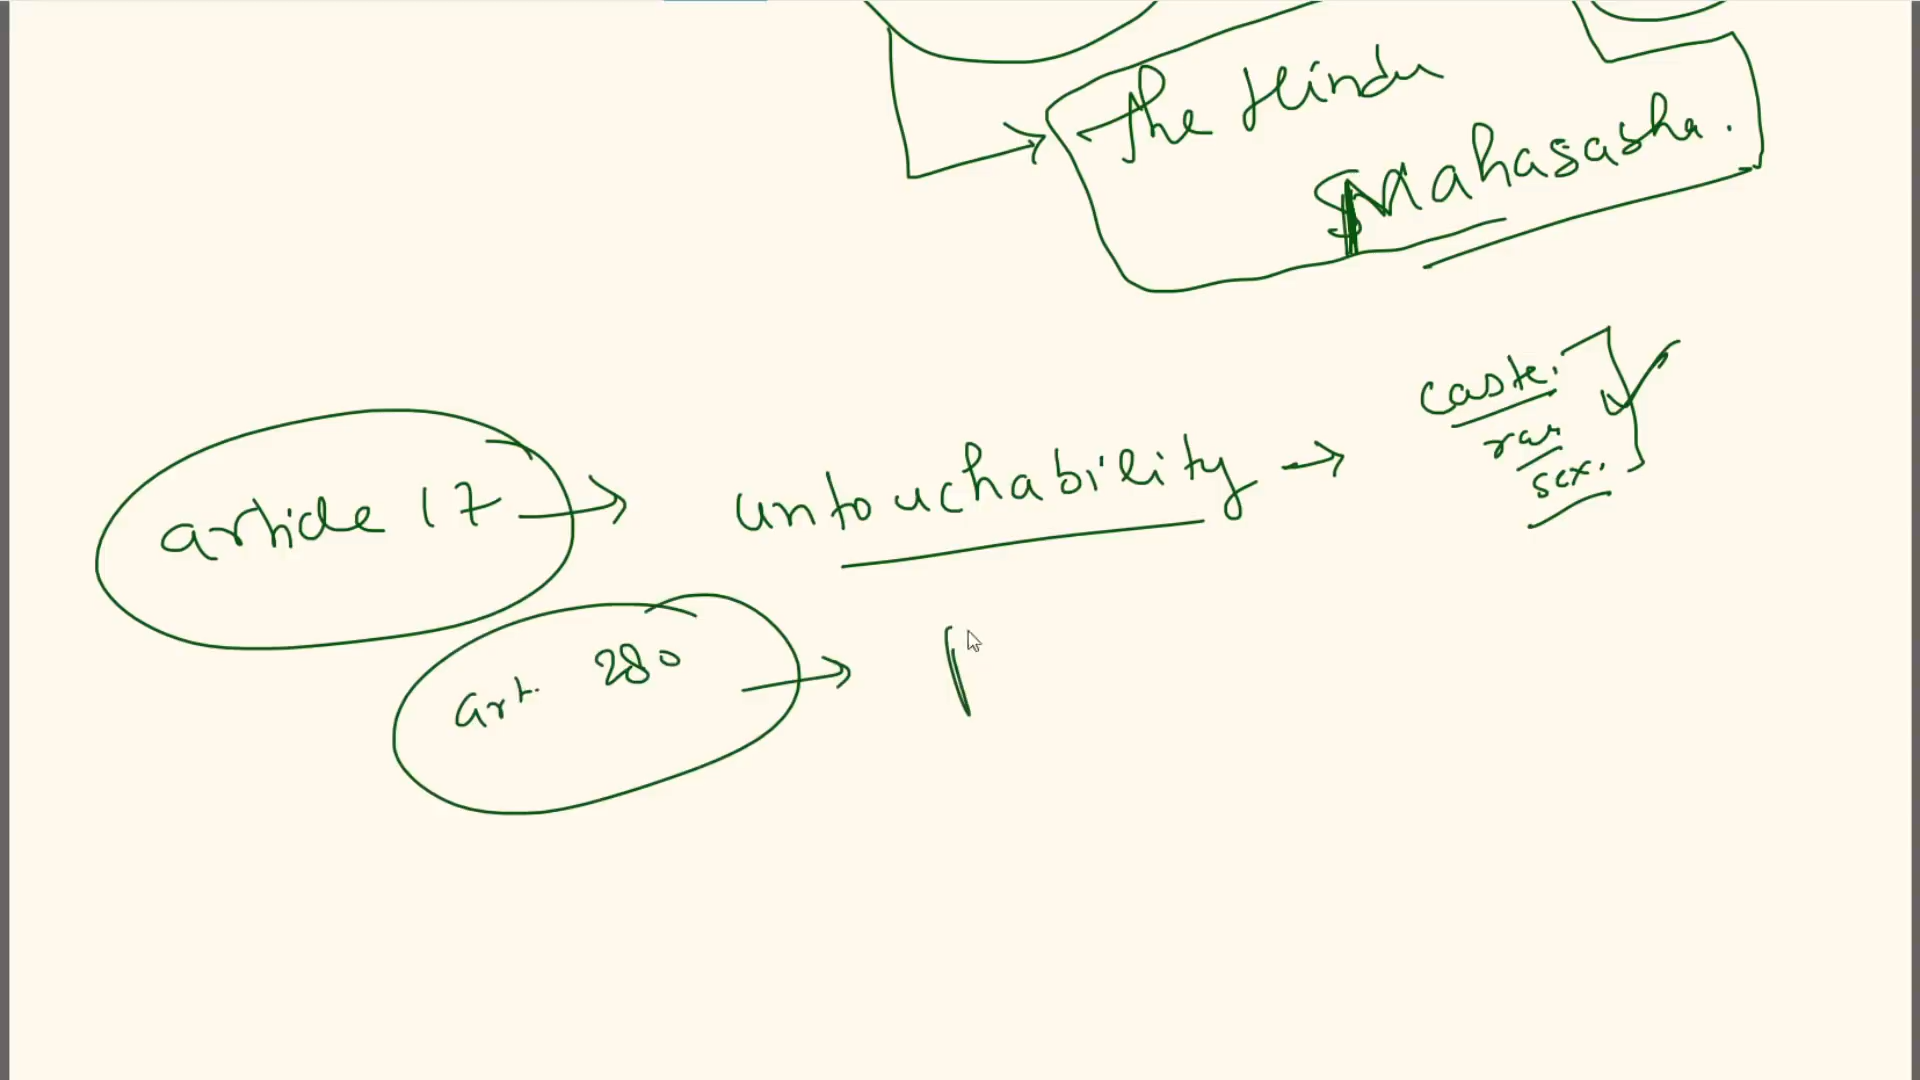 The Hindu
Mahasasha.
caste.
sex.
article 17 → untouchability →
art. 280 →